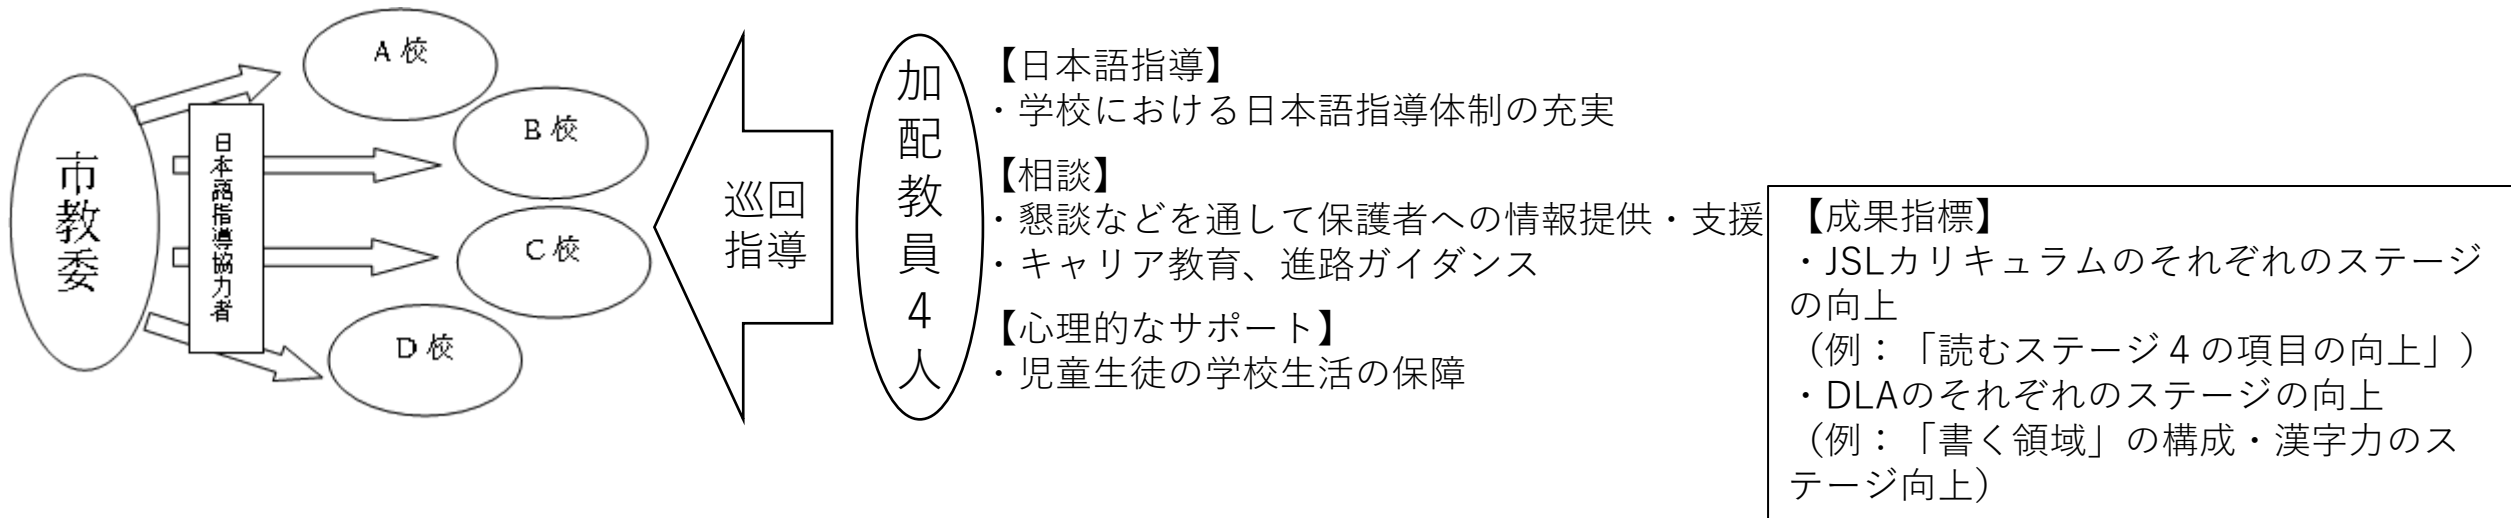 市教委
日本語指導協力者
A校
B校
C校
D校
巡回
指導
加配教員4人
【日本語指導】
・学校における日本語指導体制の充実
【相談】
・懇談などを通して保護者への情報提供・支援
・キャリア教育、進路ガイダンス
【心理的なサポート】
・児童生徒の学校生活の保障
【成果指標】
・JSLカリキュラムのそれぞれのステージ
の向上
（例：「読むステージ４の項目の向上」）
・DLAのそれぞれのステージの向上
（例：「書く領域」の構成・漢字力のス
テージ向上）